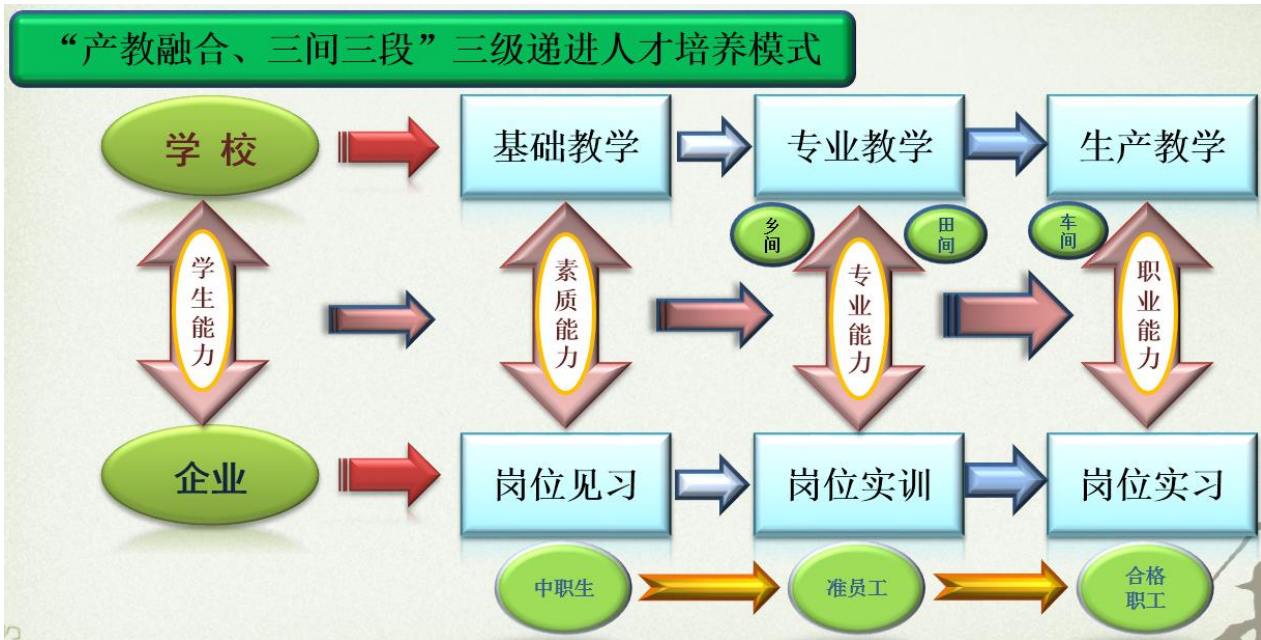 “产教融合、三间三段”三级递进人才培养模式
学校
基础教学
专业教学
生产教学
乡间
田间
车间
学生能力
素质能力
专业能力
职业能力
企业
岗位见习
岗位实训
岗位实习
中职生
准员工
合格
职工